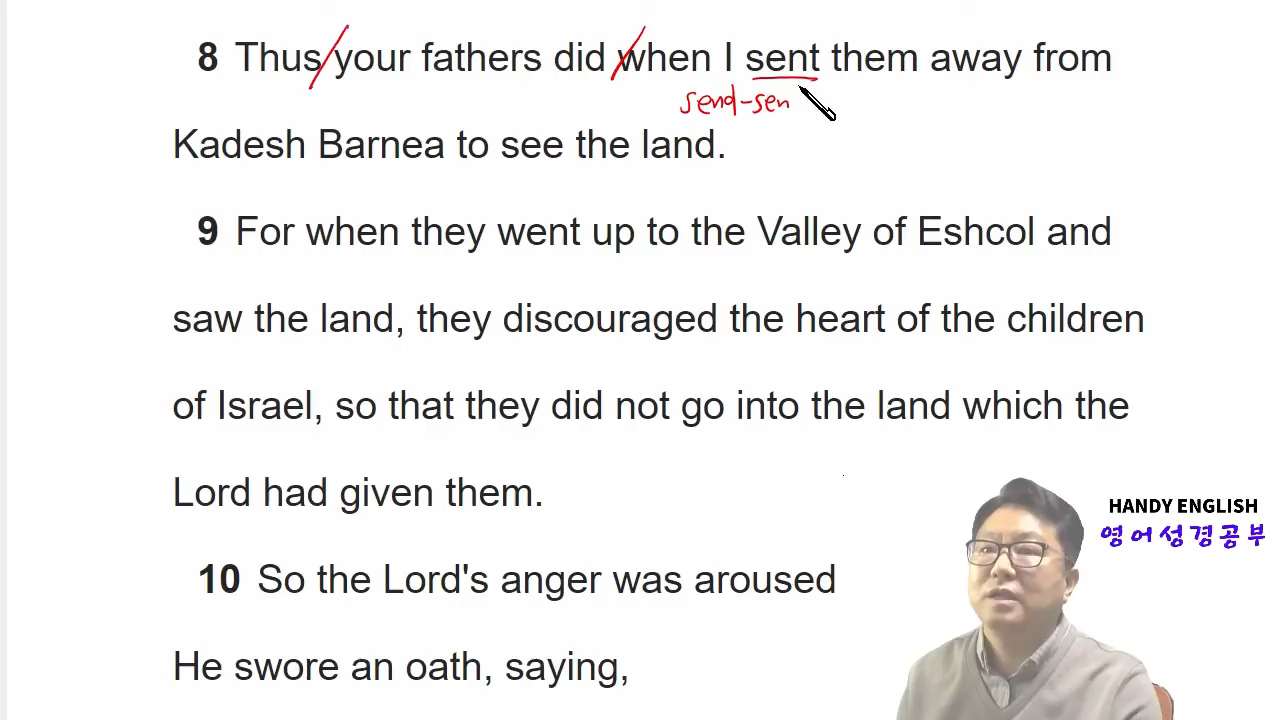 8 Thus your fathers did when I sent them away from
send-sen
Kadesh Barnea to see the land.
9 For when they went up to the Valley of Eshcol and
saw the land, they discouraged the heart of the children
of Israel, so that they did not go into the land which the
Lord had given them.
HANDY ENGLISH
영어성경공부
10 So the Lord's anger was aroused
He swore an oath, saying,